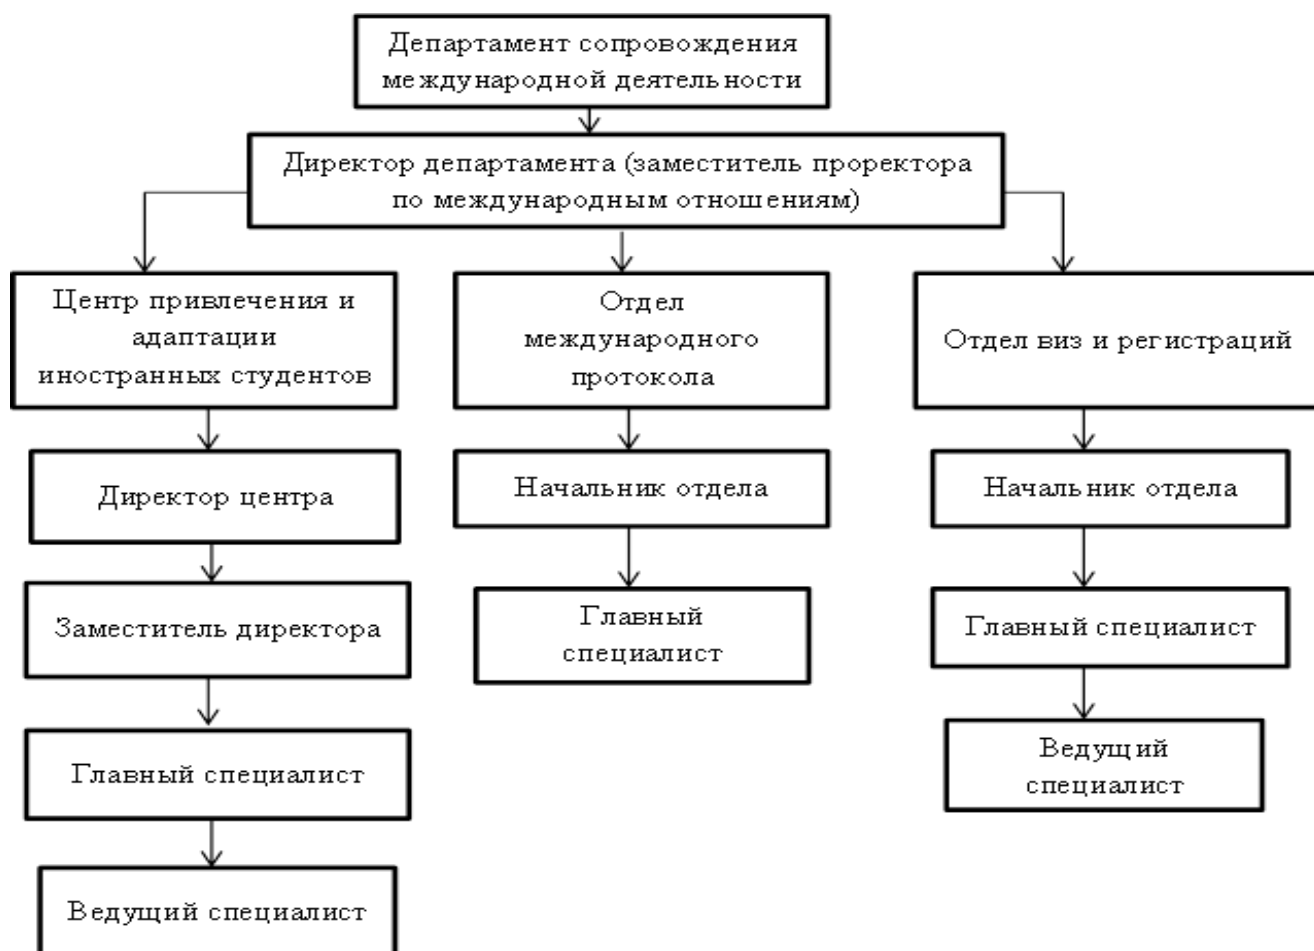 Департамент сопровождения
международной деятельности
Директор департамента (заместитель проректора
по международным отношениям)
Центр привлечения и
адаптации
иностранных студентов
Отдел
международного
протокола
Отдел виз и регистраций
Директор центра
Начальник отдела
Начальник отдела
Заместитель директора
Главный
специалист
Главный специалист
Главный специалист
Ведущий
специалист
Ведущий специалист